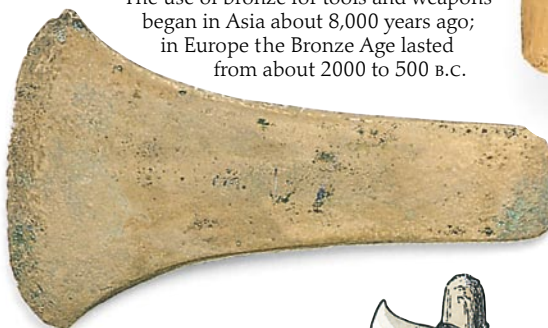 The use of bronze for tools and weapons
began in Asia about 8,000 years ago;
in Europe the Bronze Age lasted
from about 2000 to 500 B.C.